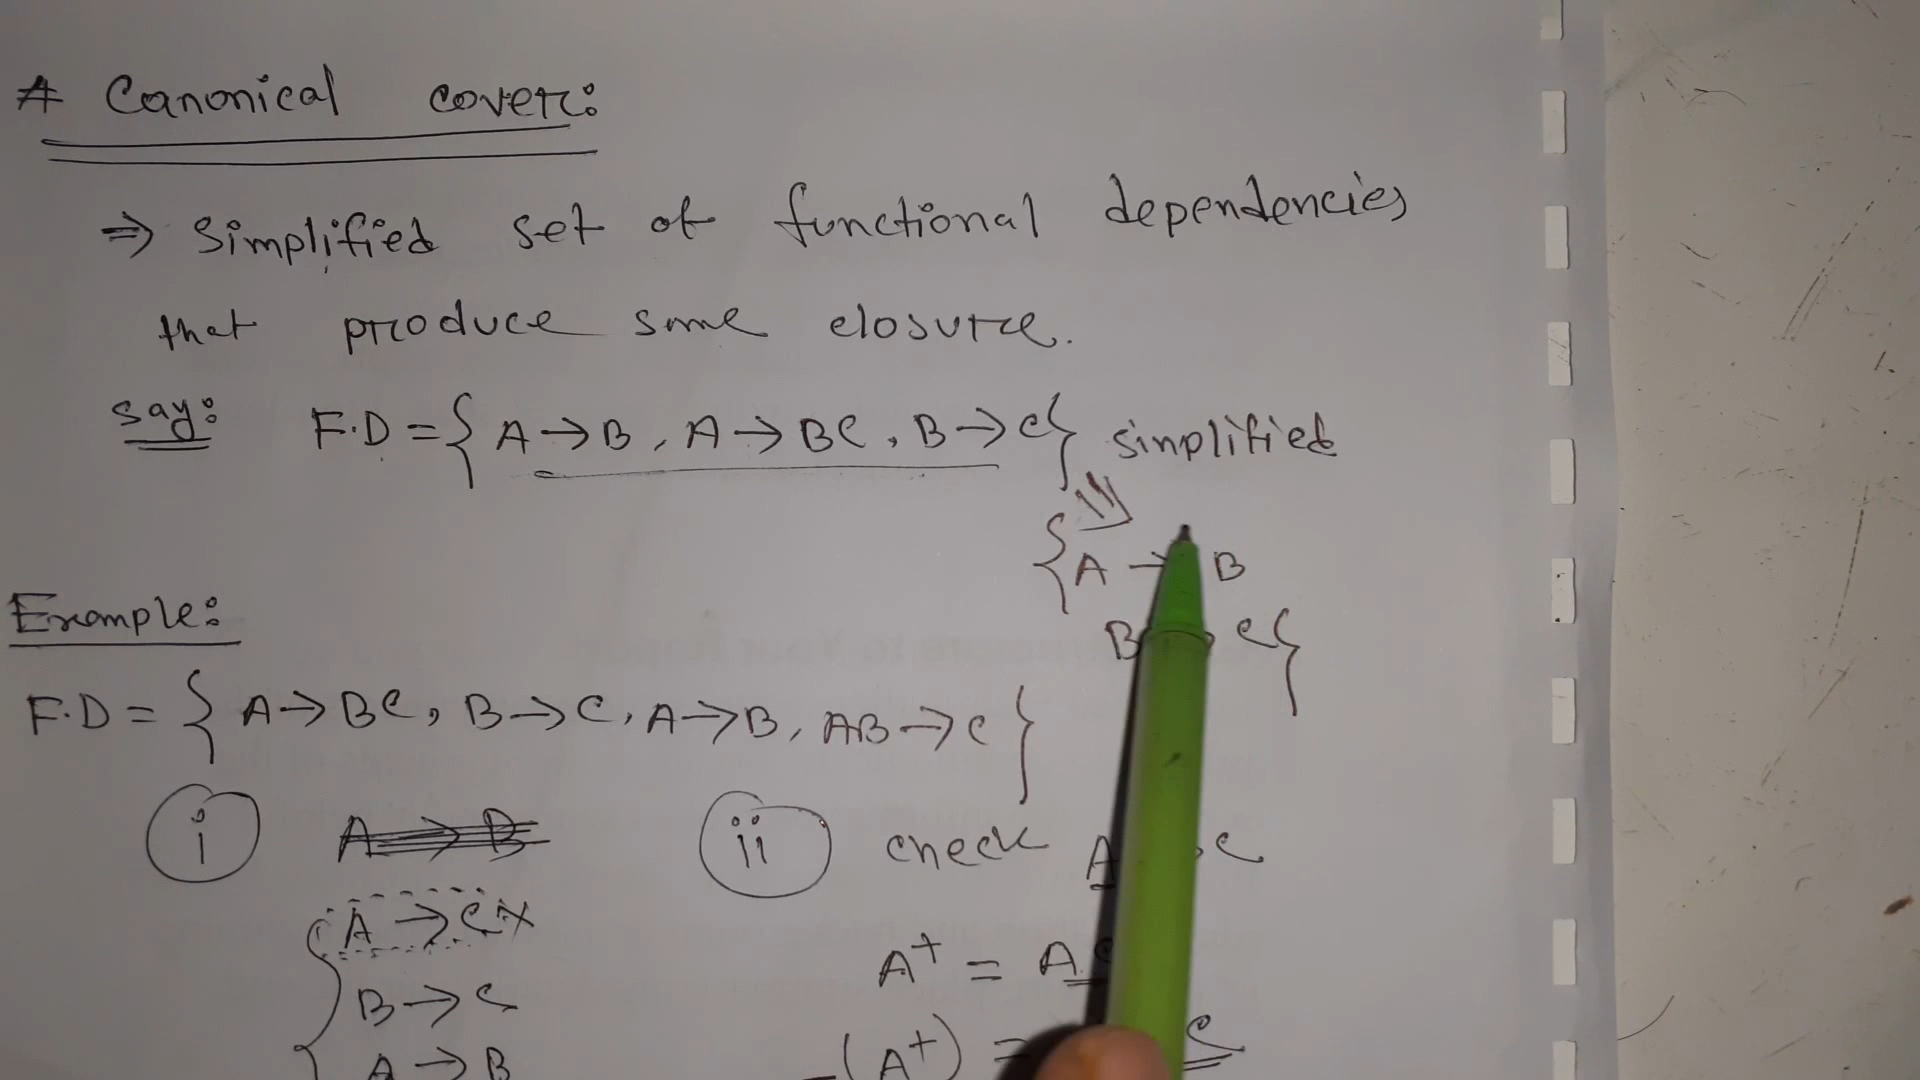 # Canonical cover:
⇒ Simplified set of functional dependencies
that produce same closure.
Say: F.D = { A → B, A → BC, B → C } simplified
{ A → B
B C }
Example:
F.D = { A → BC, B → C, A → B, AB → C }
i A → B ii check A C
A → C ×
B → C
A → B
A+ = A C
(A+) = C